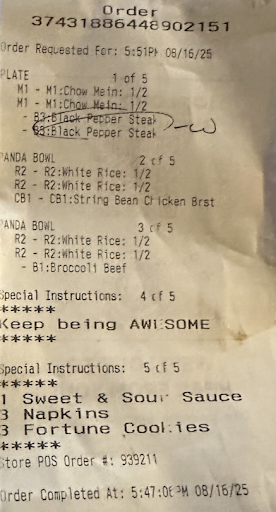 Order
37431886448902151
Order Requested For: 5:51PM 08/16/25
PLATE 1 of 5
M1 - M1:Chow Mein: 1/2
M1 - M1:Chow Mein: 1/2
- B3:Black Pepper Steak
- B3:Black Pepper Steak
PANDA BOWL 2 of 5
R2 - R2:White Rice: 1/2
R2 - R2:White Rice: 1/2
CB1 - CB1:String Bean Chicken Brst
PANDA BOWL 3 of 5
R2 - R2:White Rice: 1/2
R2 - R2:White Rice: 1/2
- B1:Broccoli Beef
Special Instructions: 4 of 5
*****
Keep being AWESOME
*****
Special Instructions: 5 of 5
*****
1 Sweet & Sour Sauce
3 Napkins
3 Fortune Cookies
*****
Store POS Order #: 939211
Order Completed At: 5:47:06PM 08/16/25